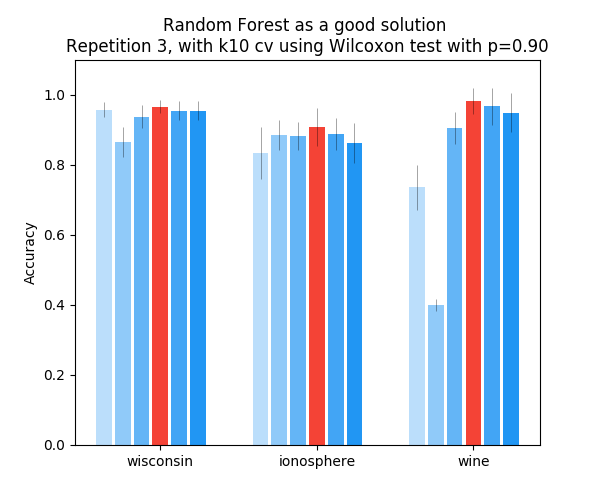 Random Forest as a good solution
Repetition 3, with k10 cv using Wilcoxon test with p=0.90
1.0
0.8
0.6
0.4
0.2
0.0
Accuracy
wisconsin
ionosphere
wine